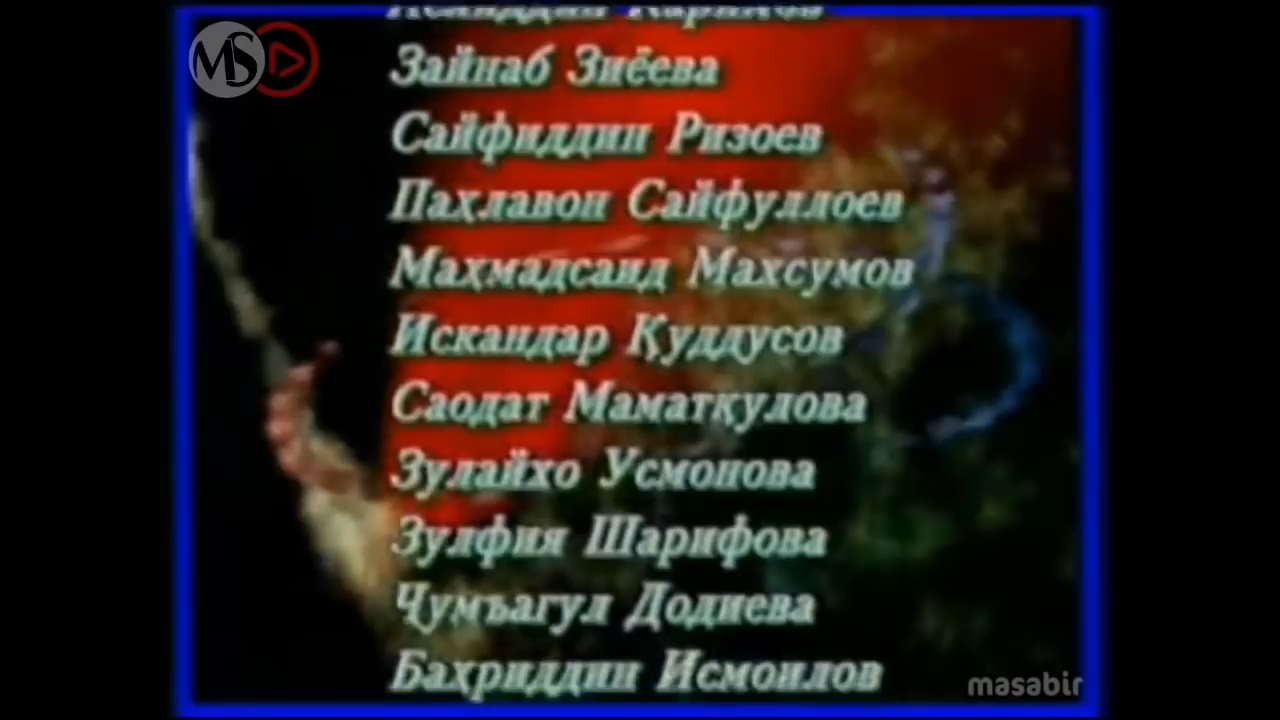 MS
Зайнаб Зиёева
Сайфиддин Ризоев
Паҳлавон Сайфуллоев
Маҳмадсаид Махсумов
Искандар Қуддусов
Саодат Маматқулова
Зулайхо Усмонова
Зулфия Шарифова
Ҷумъагул Додиева
Баҳриддин Исмоилов
masabir